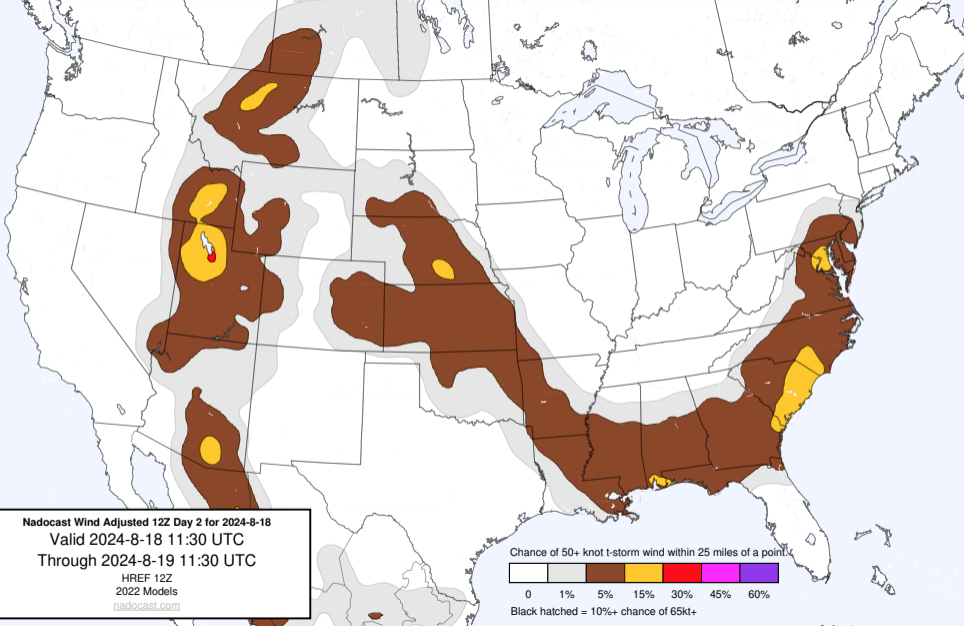 Nadocast Wind Adjusted 12Z Day 2 for 2024-8-18
Valid 2024-8-18 11:30 UTC
Through 2024-8-19 11:30 UTC
HREF 12Z
2022 Models
nadocast.com
Chance of 50+ knot t-storm wind within 25 miles of a point.
0 1% 5% 15% 30% 45% 60%
Black hatched = 10%+ chance of 65kt+